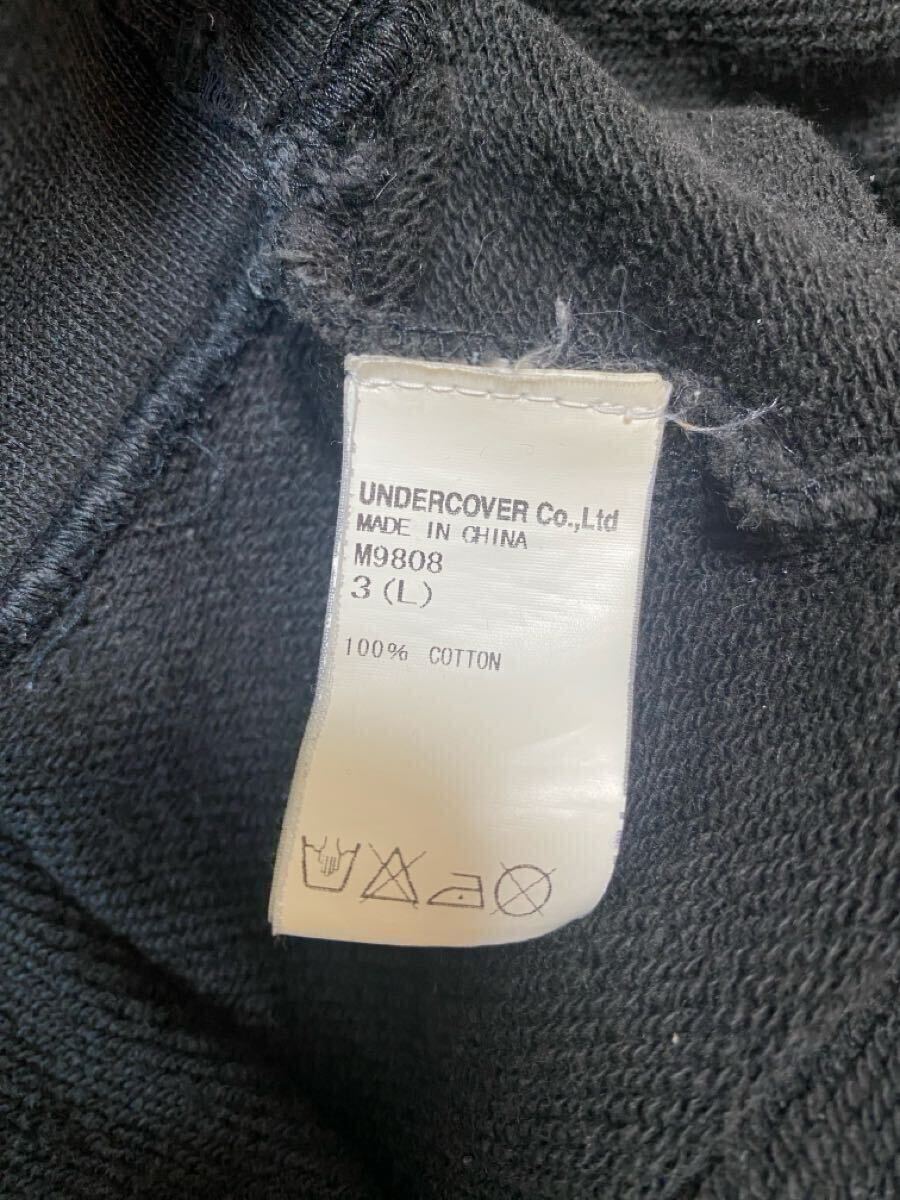 UNDERCOVER Co.,Ltd
MADE IN CHINA
M9808
3 (L)
100% COTTON